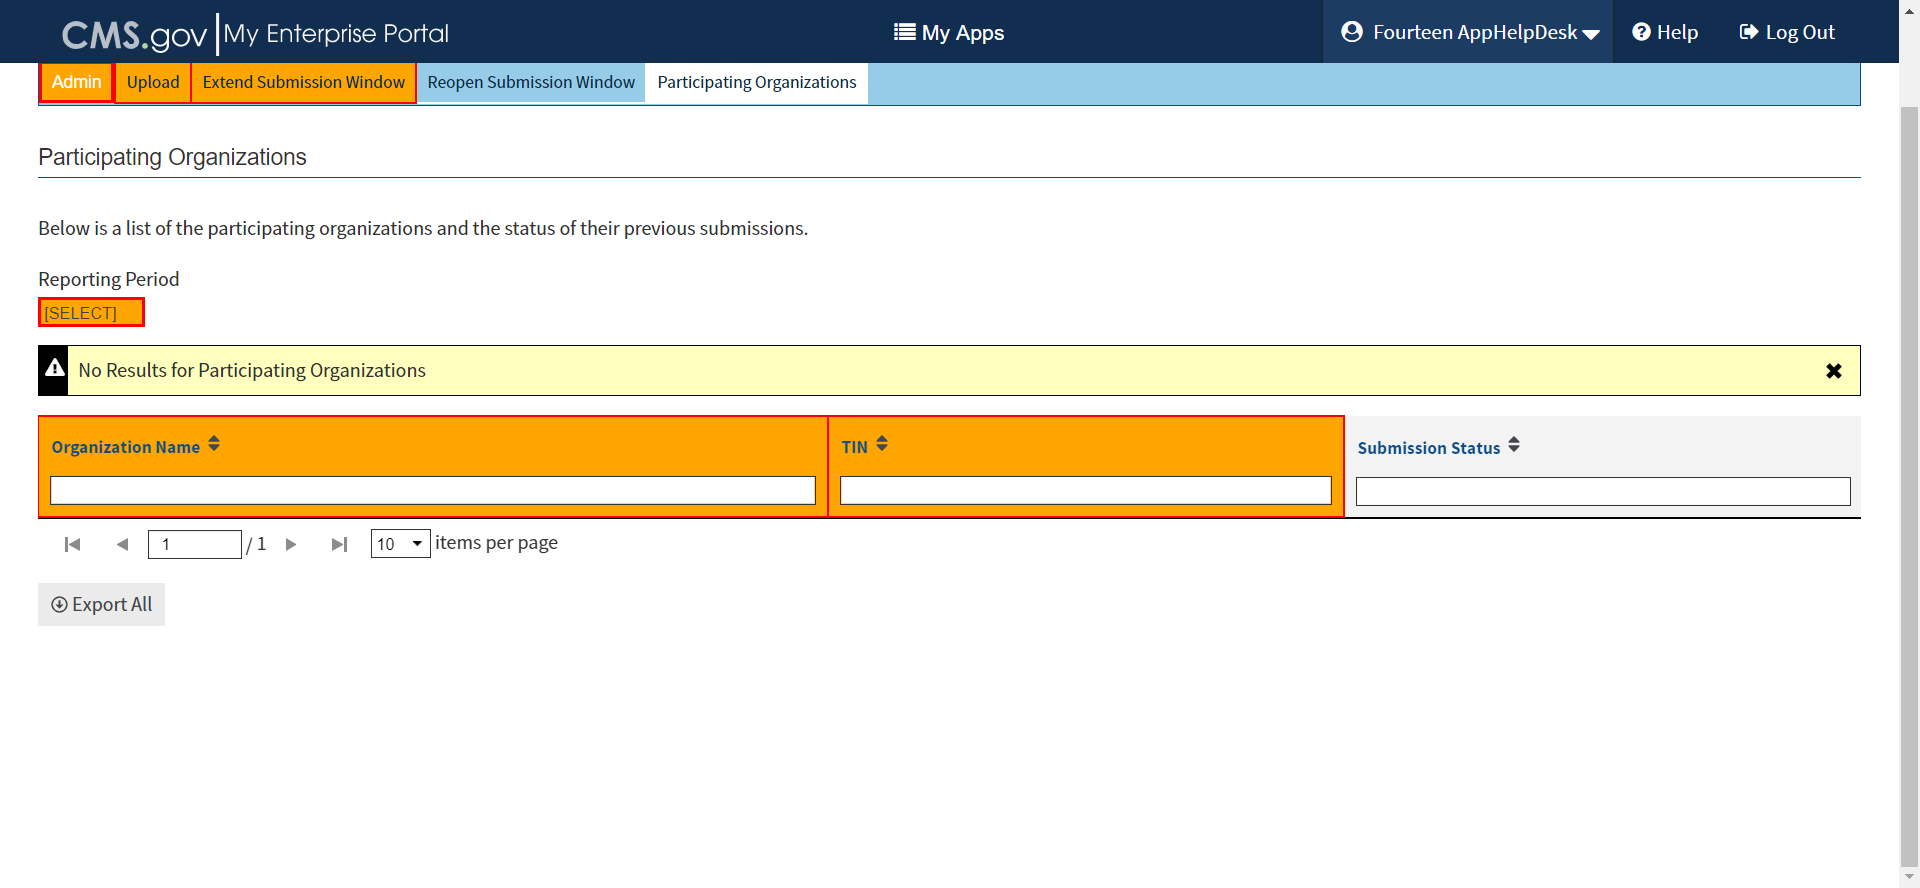 CMS.gov My Enterprise Portal My Apps Fourteen AppHelpDesk Help Log Out
Admin Upload Extend Submission Window Reopen Submission Window Participating Organizations
Participating Organizations
Below is a list of the participating organizations and the status of their previous submissions.
Reporting Period
[SELECT]
No Results for Participating Organizations
Organization Name TIN Submission Status
1 / 1 10 items per page
Export All